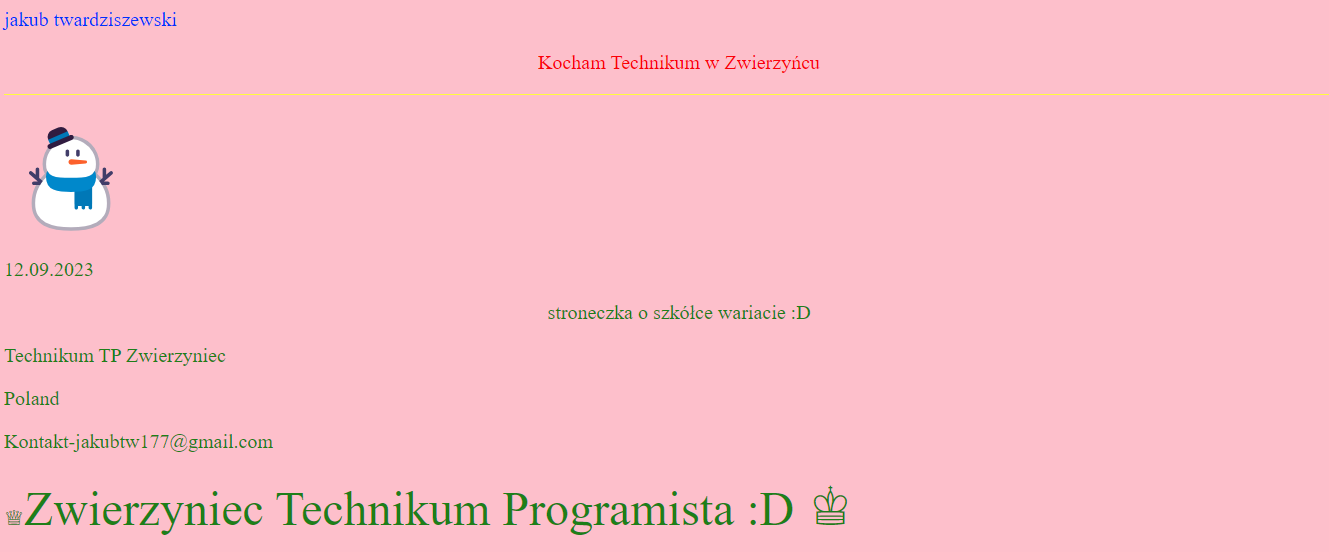 jakub twardziszewski
Kocham Technikum w Zwierzyńcu
12.09.2023
stroneczka o szkółce wariacie :D
Technikum TP Zwierzyniec
Poland
Kontakt-jakubtw177@gmail.com
♕Zwierzyniec Technikum Programista :D ♔